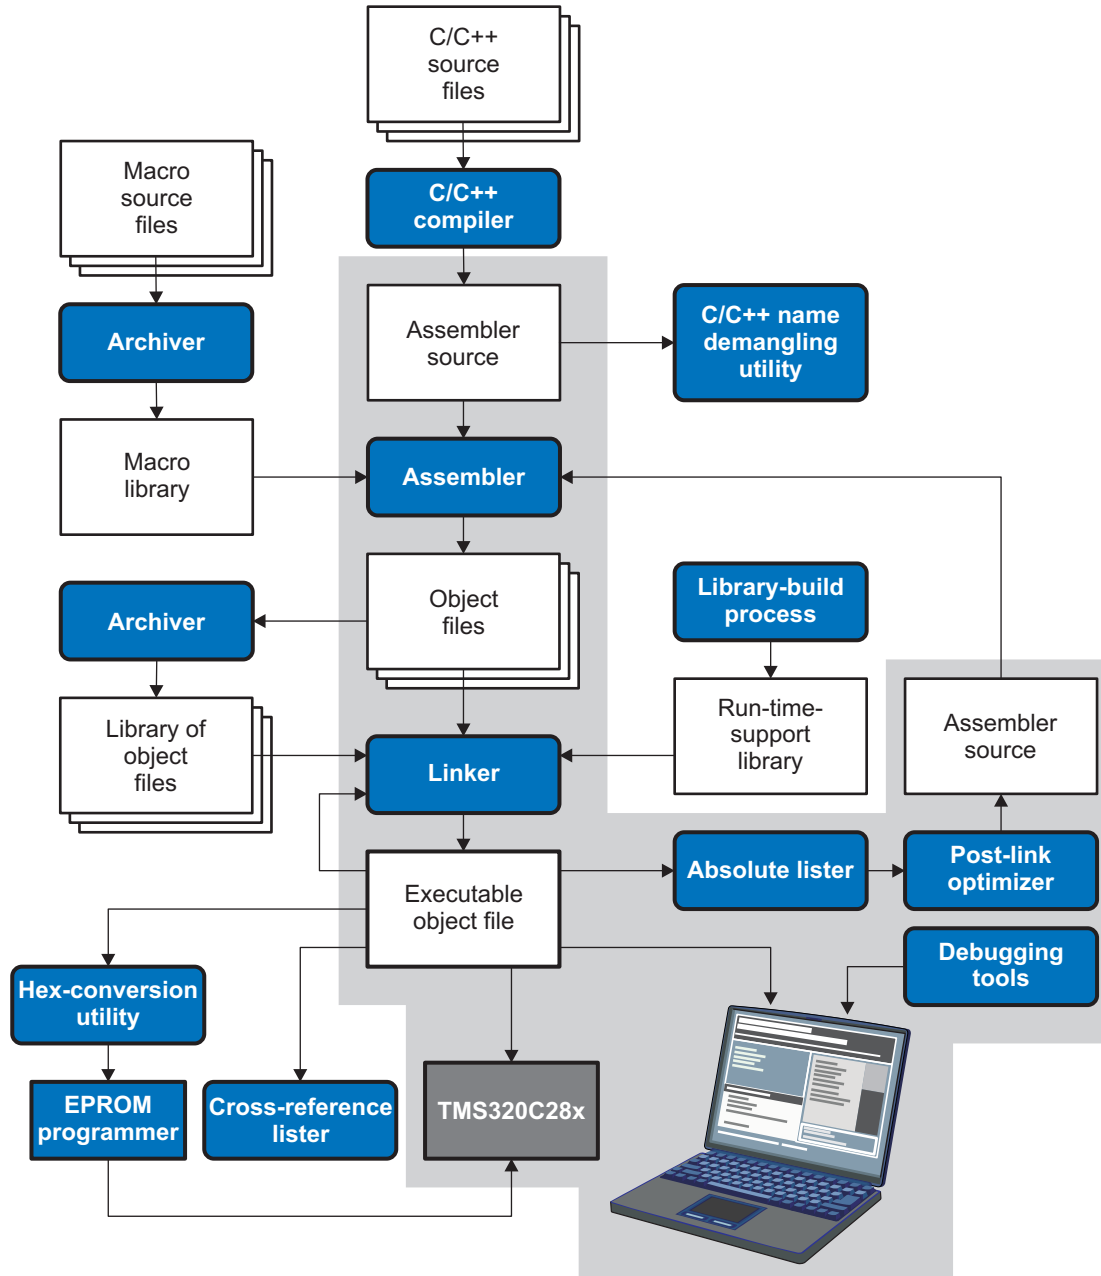 C/C++
source
files
Macro
source
files
C/C++
compiler
Archiver
Assembler
source
C/C++ name
demangling
utility
Macro
library
Assembler
Archiver
Object
files
Library-build
process
Library of
object
files
Linker
Run-time-
support
library
Assembler
source
Executable
object file
Absolute lister
Post-link
optimizer
Debugging
tools
Hex-conversion
utility
EPROM
programmer
Cross-reference
lister
TMS320C28x